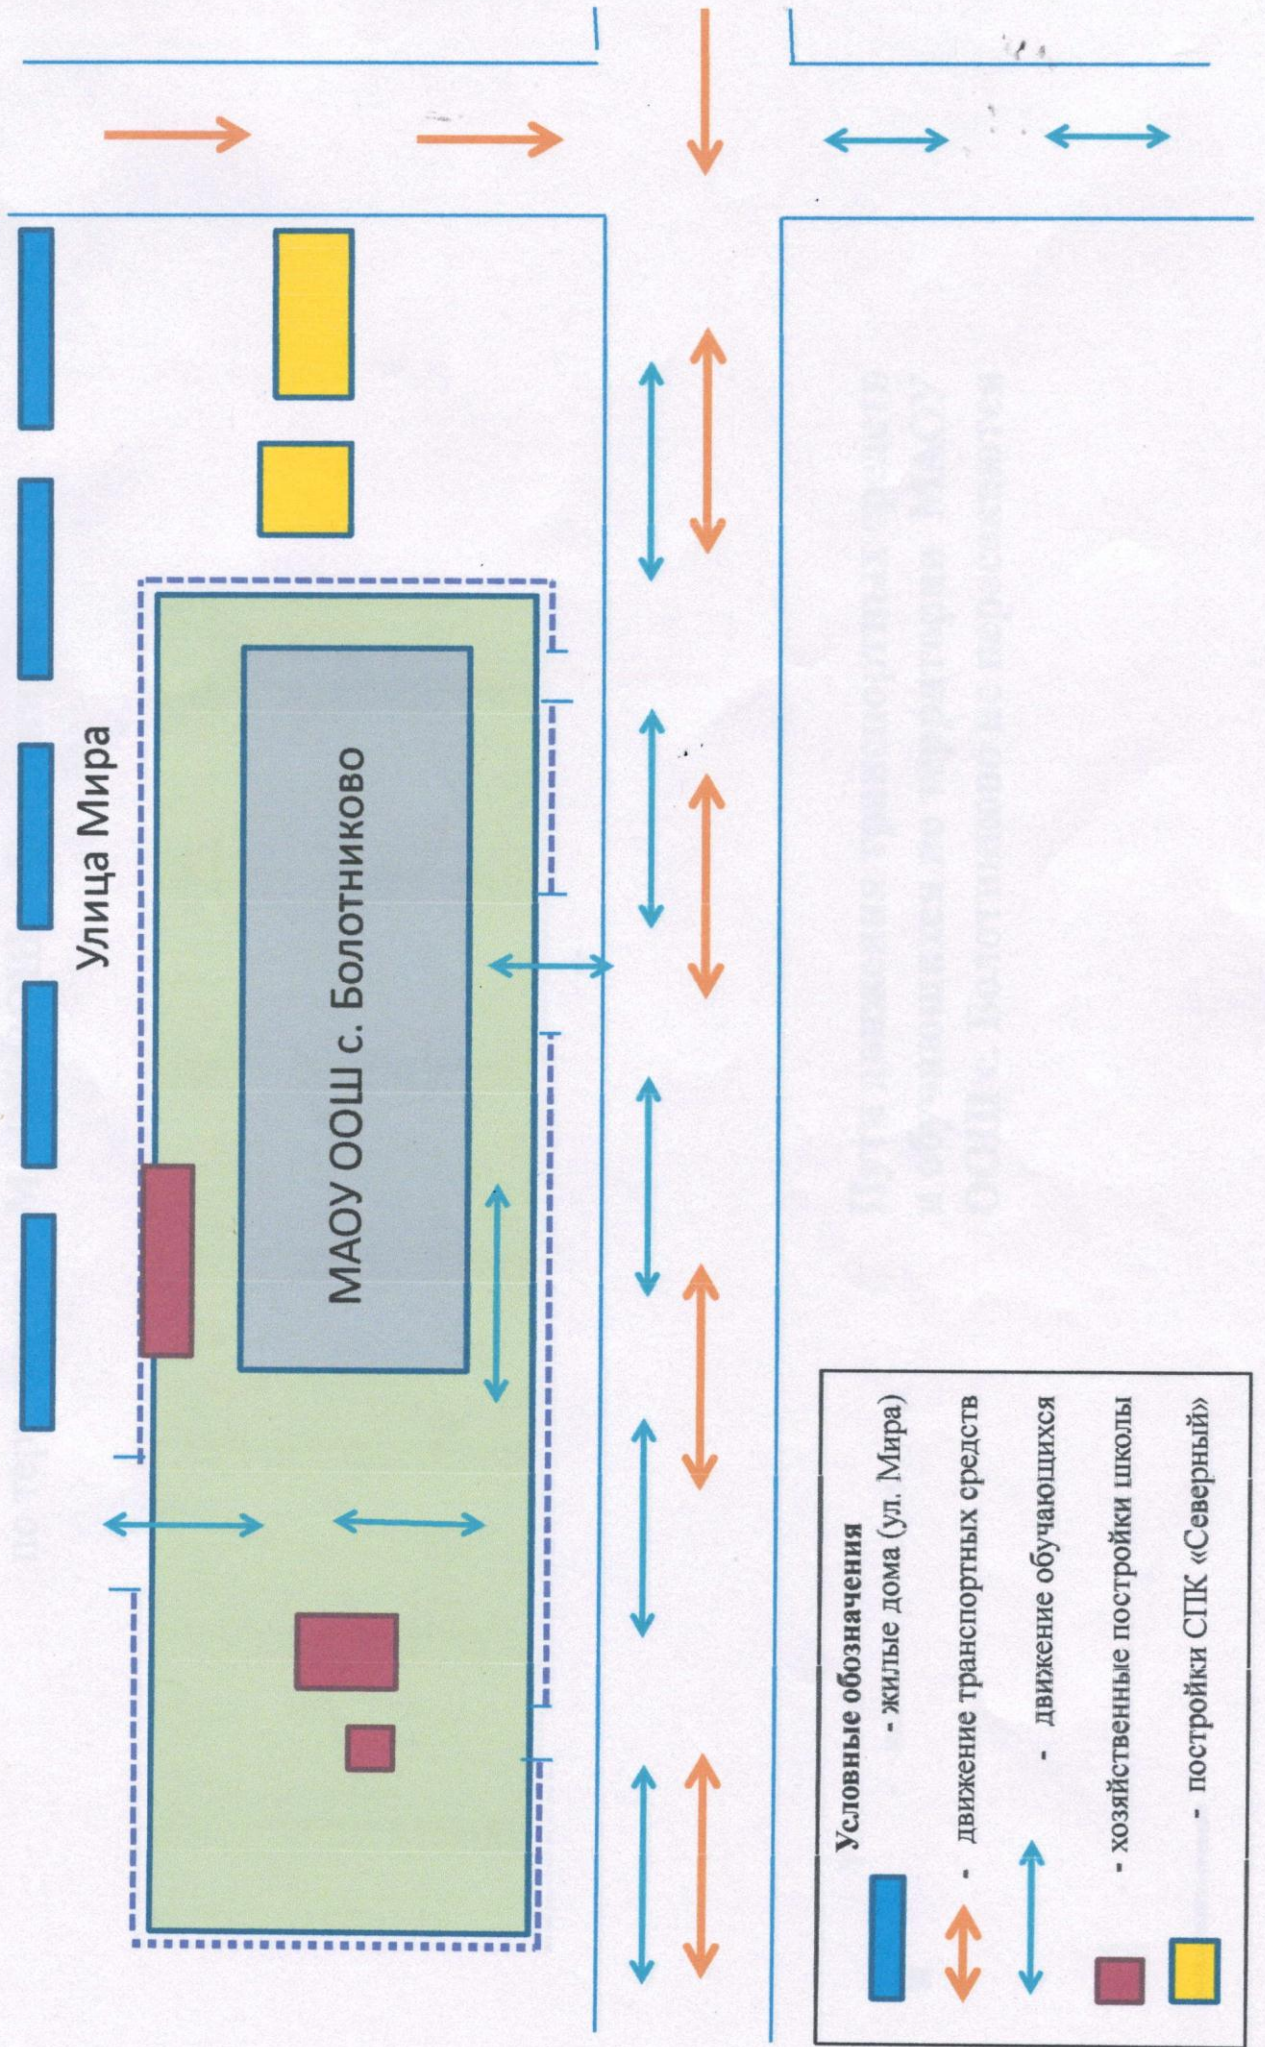 Улица Мира
МАОУ ООШ с. Болотниково
Условные обозначения
- жилые дома (ул. Мира)
- движение транспортных средств
- движение обучающихся
- хозяйственные постройки школы
- постройки СПК «Северный»